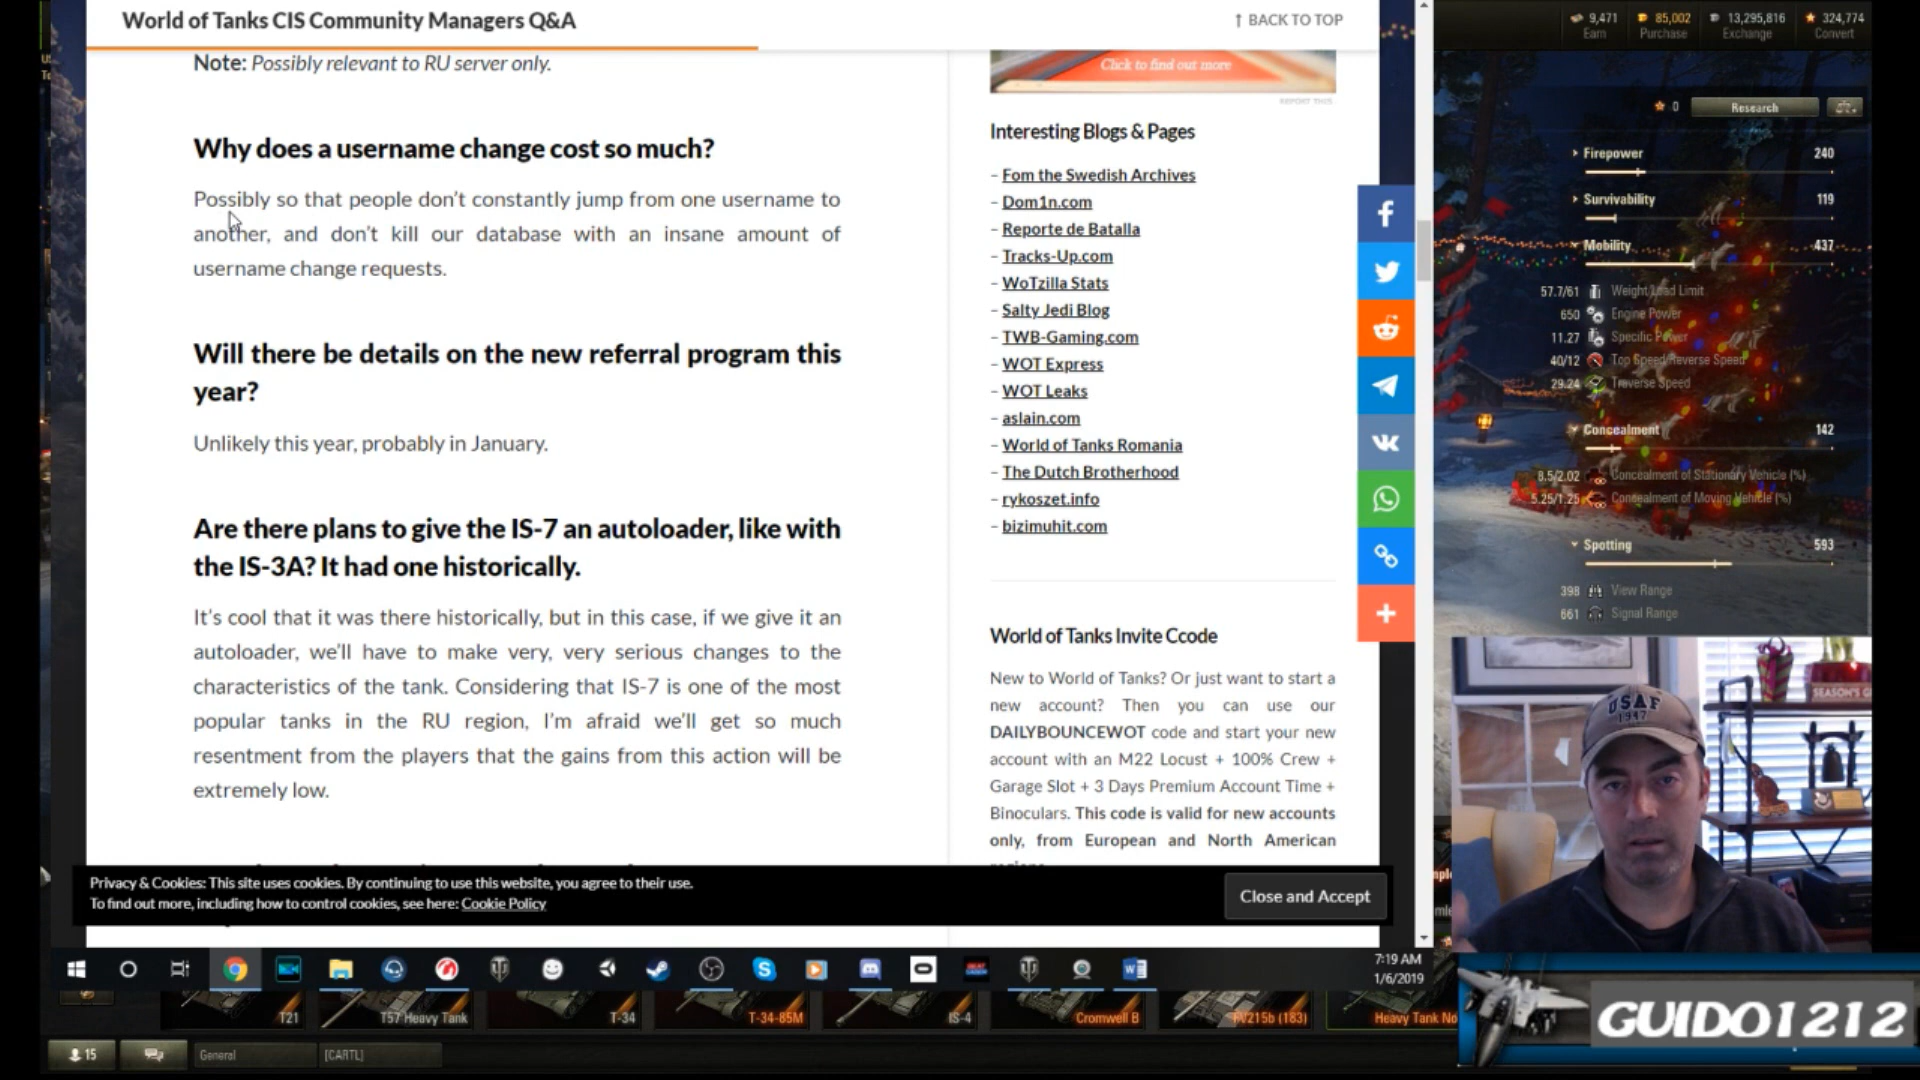 World of Tanks CIS Community Managers Q&A
↑ BACK TO TOP
Note: Possibly relevant to RU server only.
Why does a username change cost so much?
Possibly so that people don't constantly jump from one username to
another, and don't kill our database with an insane amount of
username change requests.
Will there be details on the new referral program this
year?
Unlikely this year, probably in January.
Are there plans to give the IS-7 an autoloader, like with
the IS-3A? It had one historically.
It's cool that it was there historically, but in this case, if we give it an
autoloader, we'll have to make very, very serious changes to the
characteristics of the tank. Considering that IS-7 is one of the most
popular tanks in the RU region, I'm afraid we'll get so much
resentment from the players that the gains from this action will be
extremely low.
Click to find out more
REPORT THIS
Interesting Blogs & Pages
– Fom the Swedish Archives
– Dom1n.com
– Reporte de Batalla
– Tracks-Up.com
– WoTzilla Stats
– Salty Jedi Blog
– TWB-Gaming.com
– WOT Express
– WOT Leaks
– aslain.com
– World of Tanks Romania
– The Dutch Brotherhood
– rykoszet.info
– bizimuhit.com
World of Tanks Invite Ccode
New to World of Tanks? Or just want to start a
new account? Then you can use our
DAILYBOUNCEWOT code and start your new
account with an M22 Locust + 100% Crew +
Garage Slot + 3 Days Premium Account Time +
Binoculars. This code is valid for new accounts
only, from European and North American
Privacy & Cookies: This site uses cookies. By continuing to use this website, you agree to their use.
To find out more, including how to control cookies, see here: Cookie Policy
Close and Accept
9,471 85,002 13,295,816 324,774
Earn Purchase Exchange Convert
0 Research
Firepower 240
Survivability 119
Mobility 437
57.7/61 Weight/Load Limit
650 Engine Power
11.27 Specific Power
40/12 Top Speed/Reverse Speed
29.24 Traverse Speed
Concealment 142
8.5/2.02 Concealment of Stationary Vehicle (%)
5.25/1.25 Concealment of Moving Vehicle (%)
Spotting 593
398 View Range
661 Signal Range
USAF
1947
SEASON'S G
7:19 AM
1/6/2019
T21 T57 Heavy Tank T-34 T-34-85M IS-4 Cromwell B FV215b (183) Heavy Tank No
15 General [CARTL]
GUIDO1212